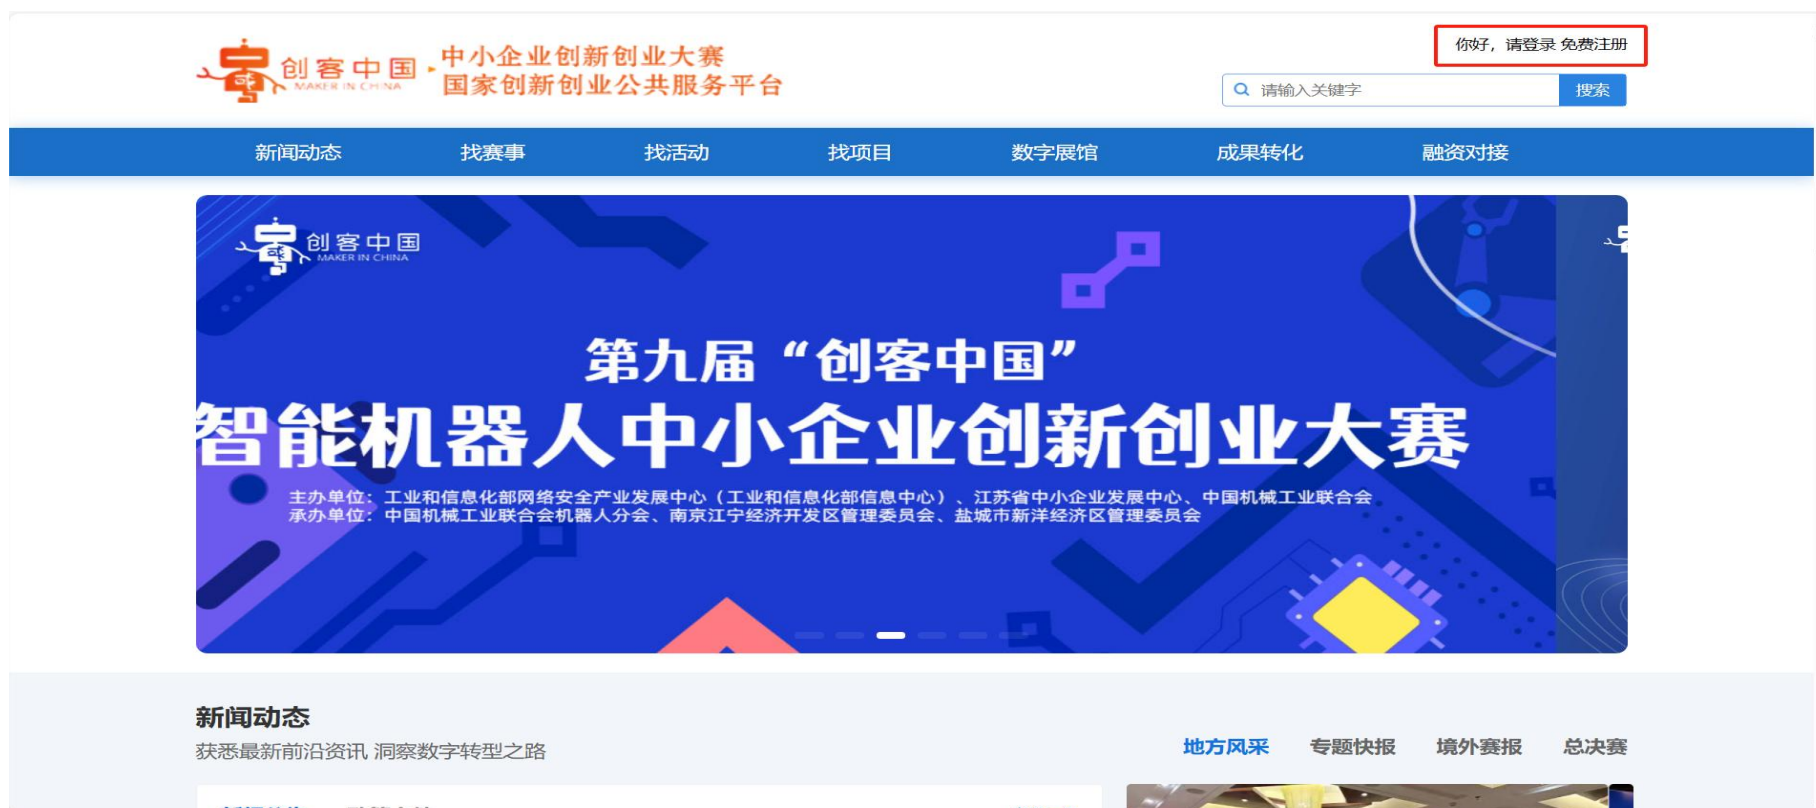 你好，请登录 免费注册
创客中国
MAKER IN CHINA
中小企业创新创业大赛
国家创新创业公共服务平台
请输入关键字
搜索
新闻动态 找赛事 找活动 找项目 数字展馆 成果转化 融资对接
创客中国
MAKER IN CHINA
第九届“创客中国”
智能机器人中小企业创新创业大赛
主办单位：工业和信息化部网络安全产业发展中心（工业和信息化部信息中心）、江苏省中小企业发展中心、中国机械工业联合会
承办单位：中国机械工业联合会机器人分会、南京江宁经济开发区管理委员会、盐城市新洋经济区管理委员会
新闻动态
获悉最新前沿资讯 洞察数字转型之路
地方风采 专题快报 境外赛报 总决赛